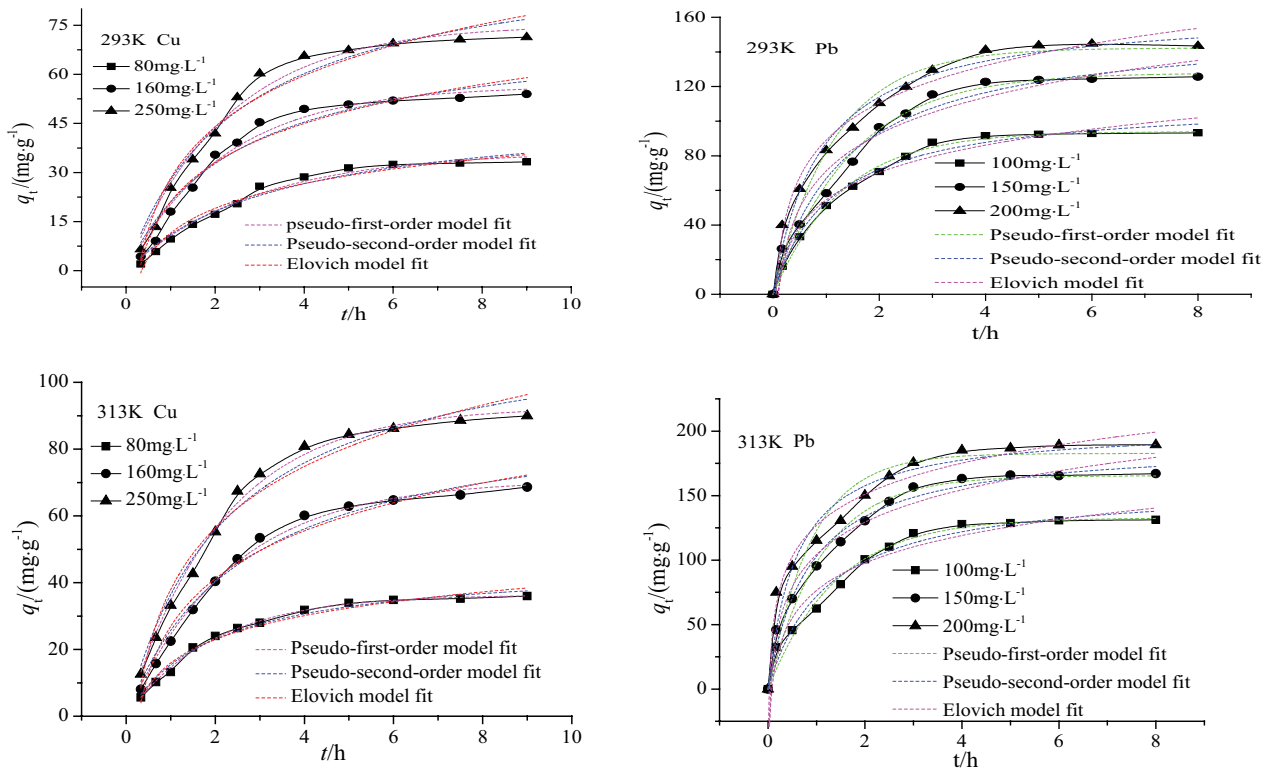 293K Cu
80mg·L⁻¹
160mg·L⁻¹
250mg·L⁻¹
pseudo-first-order model fit
Pseudo-second-order model fit
Elovich model fit
qt/(mg·g⁻¹)
75
60
45
30
15
0
0 2 4 6 8 10
t/h
293K Pb
100mg·L⁻¹
150mg·L⁻¹
200mg·L⁻¹
Pseudo-first-order model fit
Pseudo-second-order model fit
Elovich model fit
qt/(mg·g⁻¹)
160
120
80
40
0
0 2 4 6 8
t/h
313K Cu
80mg·L⁻¹
160mg·L⁻¹
250mg·L⁻¹
Pseudo-first-order model fit
Pseudo-second-order model fit
Elovich model fit
qt/(mg·g⁻¹)
100
80
60
40
20
0
0 2 4 6 8 10
t/h
313K Pb
100mg·L⁻¹
150mg·L⁻¹
200mg·L⁻¹
Pseudo-first-order model fit
Pseudo-second-order model fit
Elovich model fit
qt/(mg·g⁻¹)
200
150
100
50
0
0 2 4 6 8
t/h